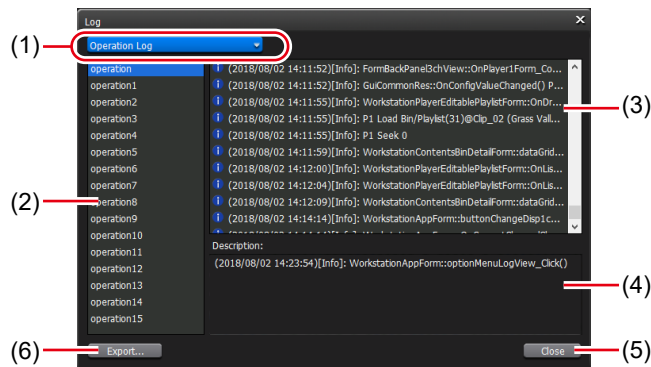 Log
(1)
Operation Log
operation
operation1
operation2
operation3
operation4
operation5
operation6
operation7
operation8
operation9
operation10
operation11
operation12
operation13
operation14
operation15
(2018/08/02 14:11:52)[Info]: FormBackPanel3chView::OnPlayer1Form_Co...
(2018/08/02 14:11:52)[Info]: GuiCommonRes::OnConfigValueChanged() P...
(2018/08/02 14:11:55)[Info]: WorkstationPlayerEditablePlaylistForm::OnDr...
(2018/08/02 14:11:55)[Info]: P1 Load Bin/Playlist(31)@Clip_02 (Grass Vall...
(2018/08/02 14:11:55)[Info]: P1 Seek 0
(2018/08/02 14:11:59)[Info]: WorkstationContentsBinDetailForm::dataGrid...
(2018/08/02 14:12:00)[Info]: WorkstationPlayerEditablePlaylistForm::OnLis...
(2018/08/02 14:12:04)[Info]: WorkstationPlayerEditablePlaylistForm::OnLis...
(2018/08/02 14:12:09)[Info]: WorkstationContentsBinDetailForm::dataGrid...
(2018/08/02 14:14:14)[Info]: WorkstationAppForm::buttonChangeDisp1c...
(3)
(2)
Description:
(2018/08/02 14:23:54)[Info]: WorkstationAppForm::optionMenuLogView_Click()
(4)
(6)
Export...
Close
(5)